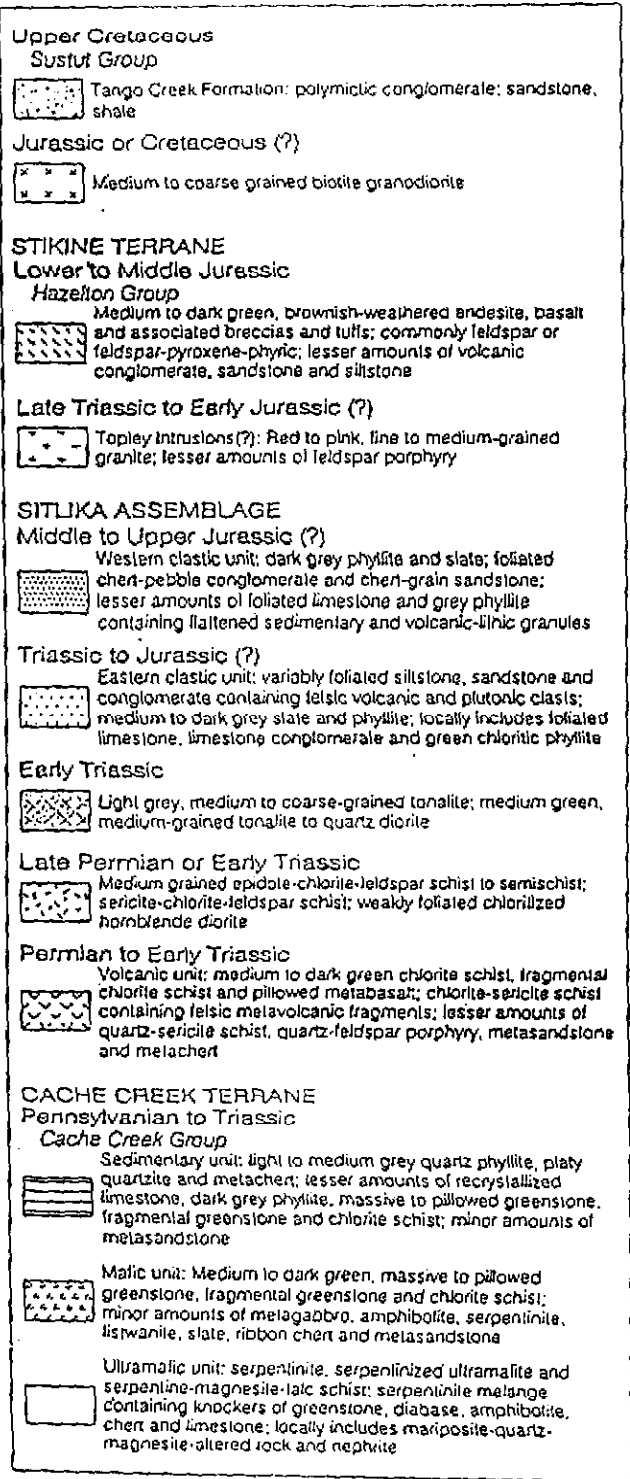 Upper Cretaceous
Sustut Group
Tango Creek Formation: polymictic conglomerate; sandstone,
shale
Jurassic or Cretaceous (?)
Medium to coarse grained biotite granodiorite
STIKINE TERRANE
Lower to Middle Jurassic
Hazelton Group
Medium to dark green, brownish-weathered andesite, basalt
and associated breccias and tuffs; commonly feldspar or
feldspar-pyroxene-phyric; lesser amounts of volcanic
conglomerate, sandstone and siltstone
Late Triassic to Early Jurassic (?)
Topley Intrusions(?): Red to pink, fine to medium-grained
granite; lesser amounts of feldspar porphyry
SITLIKA ASSEMBLAGE
Middle to Upper Jurassic (?)
Western clastic unit: dark grey phyllite and slate; foliated
chert-pebble conglomerate and chert-grain sandstone;
lesser amounts of foliated limestone and grey phyllite
containing flattened sedimentary and volcanic-lithic granules
Triassic to Jurassic (?)
Eastern clastic unit: variably foliated siltstone, sandstone and
conglomerate containing felsic volcanic and plutonic clasts;
medium to dark grey slate and phyllite; locally includes foliated
limestone, limestone conglomerate and green chloritic phyllite
Early Triassic
Light grey, medium to coarse-grained tonalite; medium green,
medium-grained tonalite to quartz diorite
Late Permian or Early Triassic
Medium grained epidote-chlorite-feldspar schist to semischist;
sericite-chlorite-feldspar schist; weakly foliated chloritized
hornblende diorite
Permian to Early Triassic
Volcanic unit: medium to dark green chlorite schist, fragmental
chlorite schist and pillowed metabasalt; chlorite-sericite schist
containing felsic metavolcanic fragments; lesser amounts of
quartz-sericite schist, quartz-feldspar porphyry, metasandstone
and metachert
CACHE CREEK TERRANE
Pennsylvanian to Triassic
Cache Creek Group
Sedimentary unit: light to medium grey quartz phyllite, platy
quartzite and metachert; lesser amounts of recrystallized
limestone, dark grey phyllite, massive to pillowed greenstone,
fragmental greenstone and chlorite schist; minor amounts of
metasandstone
Mafic unit: Medium to dark green, massive to pillowed
greenstone, fragmental greenstone and chlorite schist;
minor amounts of metagabbro, amphibolite, serpentinite,
listwanite, slate, ribbon chert and metasandstone
Ultramafic unit: serpentinite, serpentinized ultramafite and
serpentine-magnesite-talc schist; serpentinite melange
containing knockers of greenstone, diabase, amphibolite,
chert and limestone; locally includes mariposite-quartz-
magnesite-altered rock and nephrite